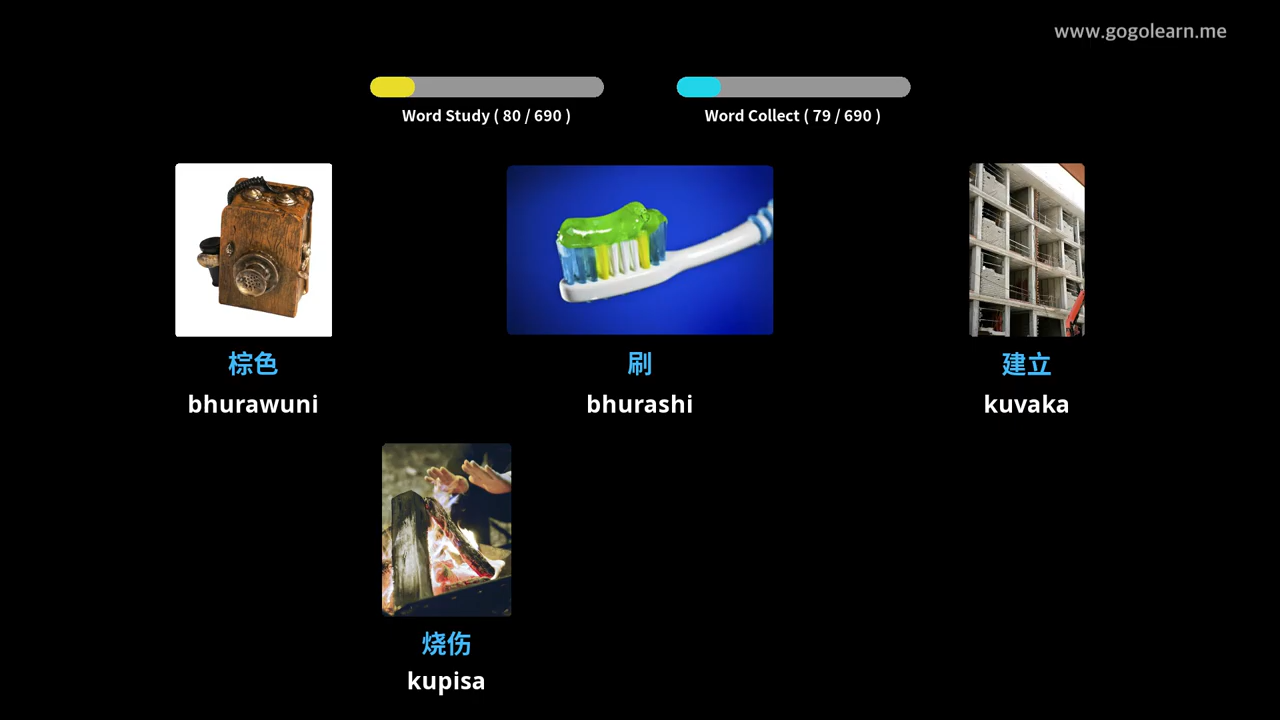 www.gogolearn.me
Word Study ( 80 / 690 )
Word Collect ( 79 / 690 )
棕色
bhurawuni
刷
bhurashi
建立
kuvaka
烧伤
kupisa